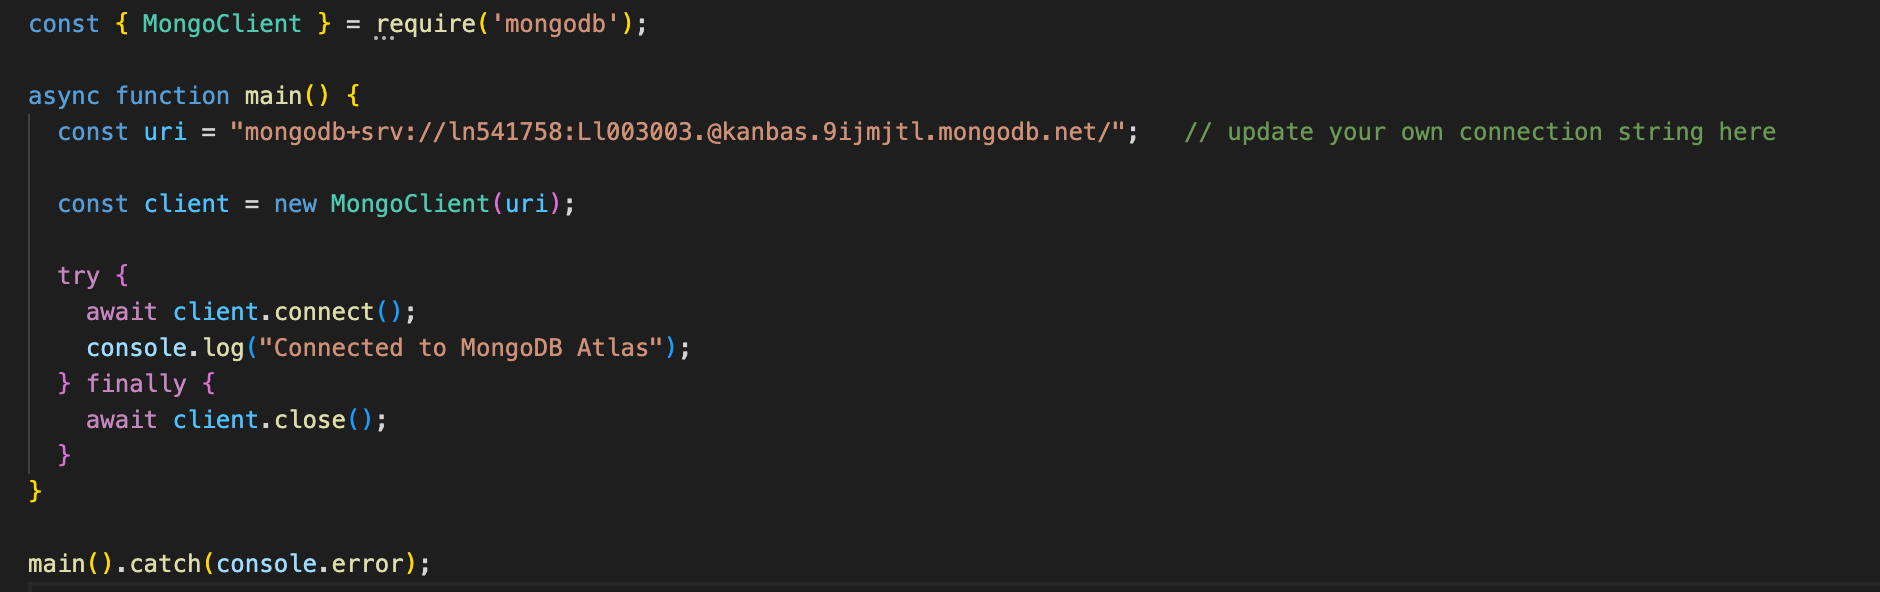 const { MongoClient } = require('mongodb');
async function main() {
const uri = "mongodb+srv://ln541758:Ll003003.@kanbas.9ijmjtl.mongodb.net/";   // update your own connection string here
const client = new MongoClient(uri);
try {
await client.connect();
console.log("Connected to MongoDB Atlas");
} finally {
await client.close();
}
}
main().catch(console.error);